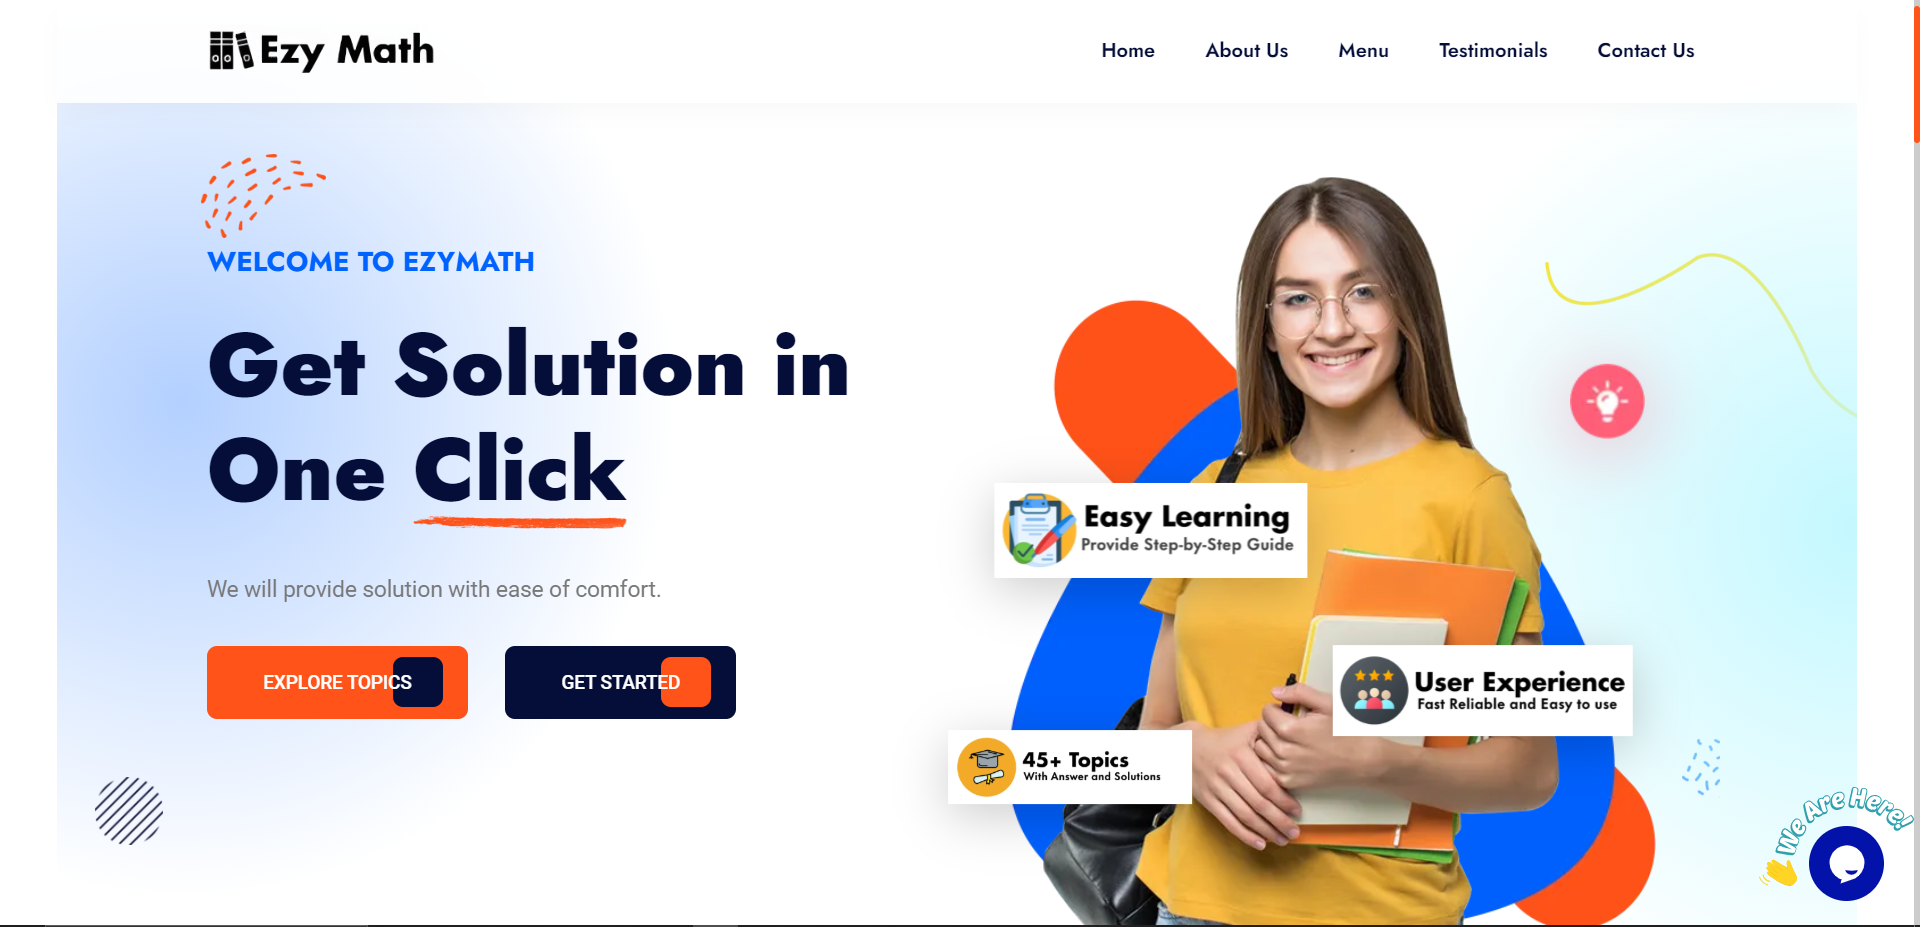 Ezy Math
Home
About Us
Menu
Testimonials
Contact Us
WELCOME TO EZYMATH
Get Solution in
One Click
We will provide solution with ease of comfort.
EXPLORE TOPICS
GET STARTED
Easy Learning
Provide Step-by-Step Guide
User Experience
Fast Reliable and Easy to use
45+ Topics
With Answer and Solutions
We Are Here!